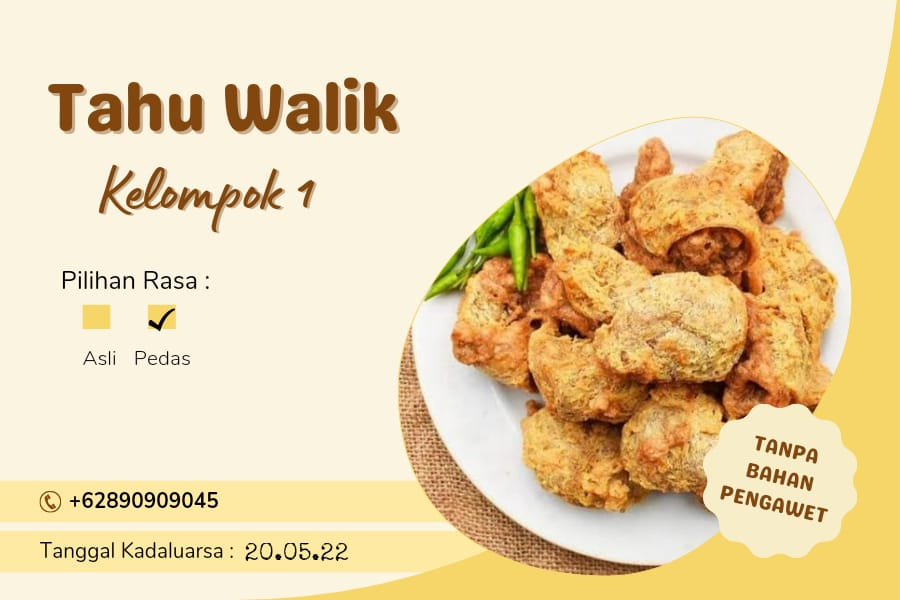 Tahu Walik
Kelompok 1
Pilihan Rasa :
Asli Pedas
+62890909045
Tanggal Kadaluarsa : 20.05.22
TANPA
BAHAN
PENGAWET